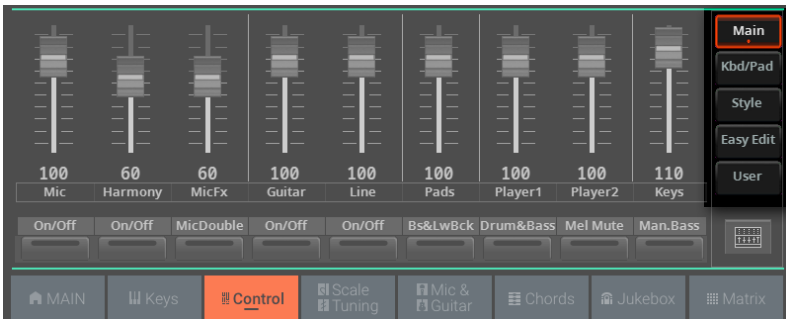 Main
Kbd/Pad
Style
Easy Edit
User
100 60 60 100 100 100 100 100 110
Mic Harmony MicFx Guitar Line Pads Player1 Player2 Keys
On/Off On/Off MicDouble On/Off On/Off Bs&LwBck Drum&Bass Mel Mute Man.Bass
MAIN Keys Control Scale Tuning Mic & Guitar Chords Jukebox Matrix